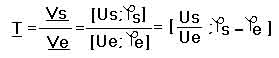 T = Vs / Ve = [Us;φs] / [Ue;φe] = [ Us / Ue ; φs – φe ]